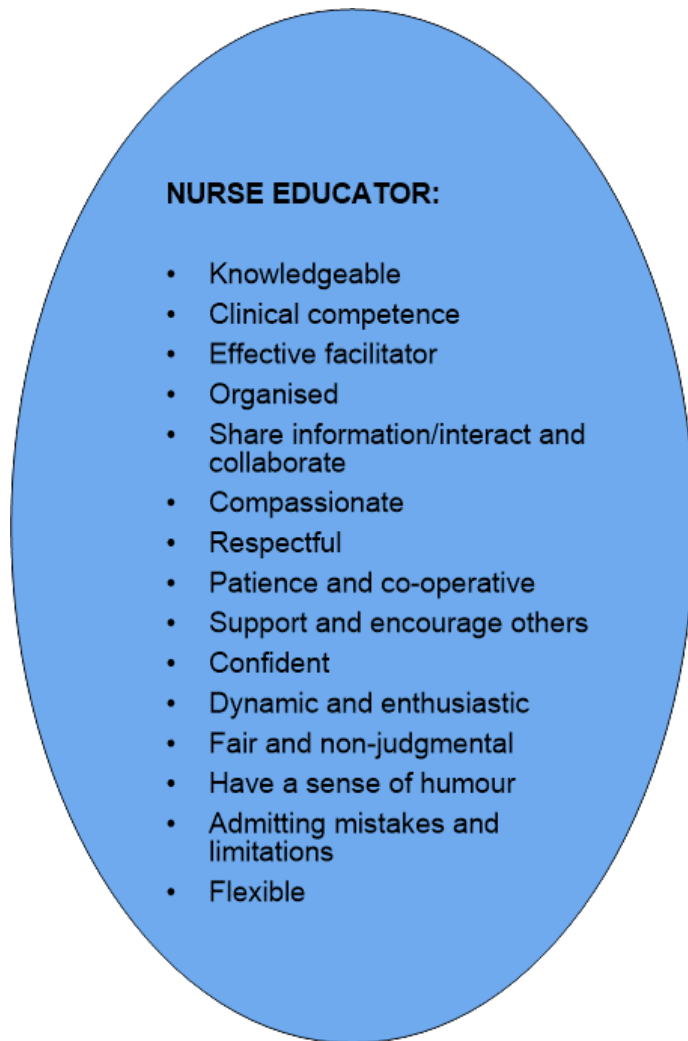 NURSE EDUCATOR:
• Knowledgeable
• Clinical competence
• Effective facilitator
• Organised
• Share information/interact and
collaborate
• Compassionate
• Respectful
• Patience and co-operative
• Support and encourage others
• Confident
• Dynamic and enthusiastic
• Fair and non-judgmental
• Have a sense of humour
• Admitting mistakes and
limitations
• Flexible